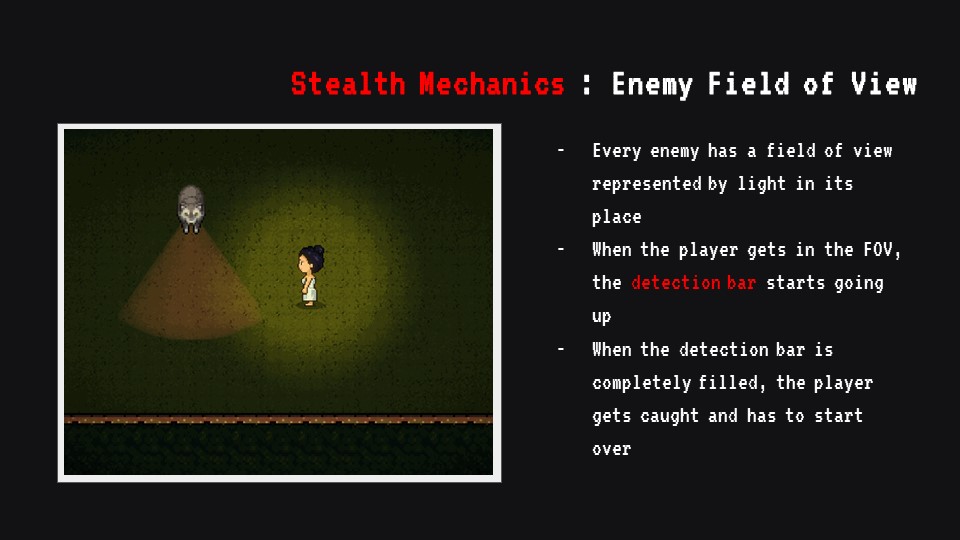 Stealth Mechanics : Enemy Field of View
- Every enemy has a field of view
represented by light in its
place
- When the player gets in the FOV,
the detection bar starts going
up
- When the detection bar is
completely filled, the player
gets caught and has to start
over